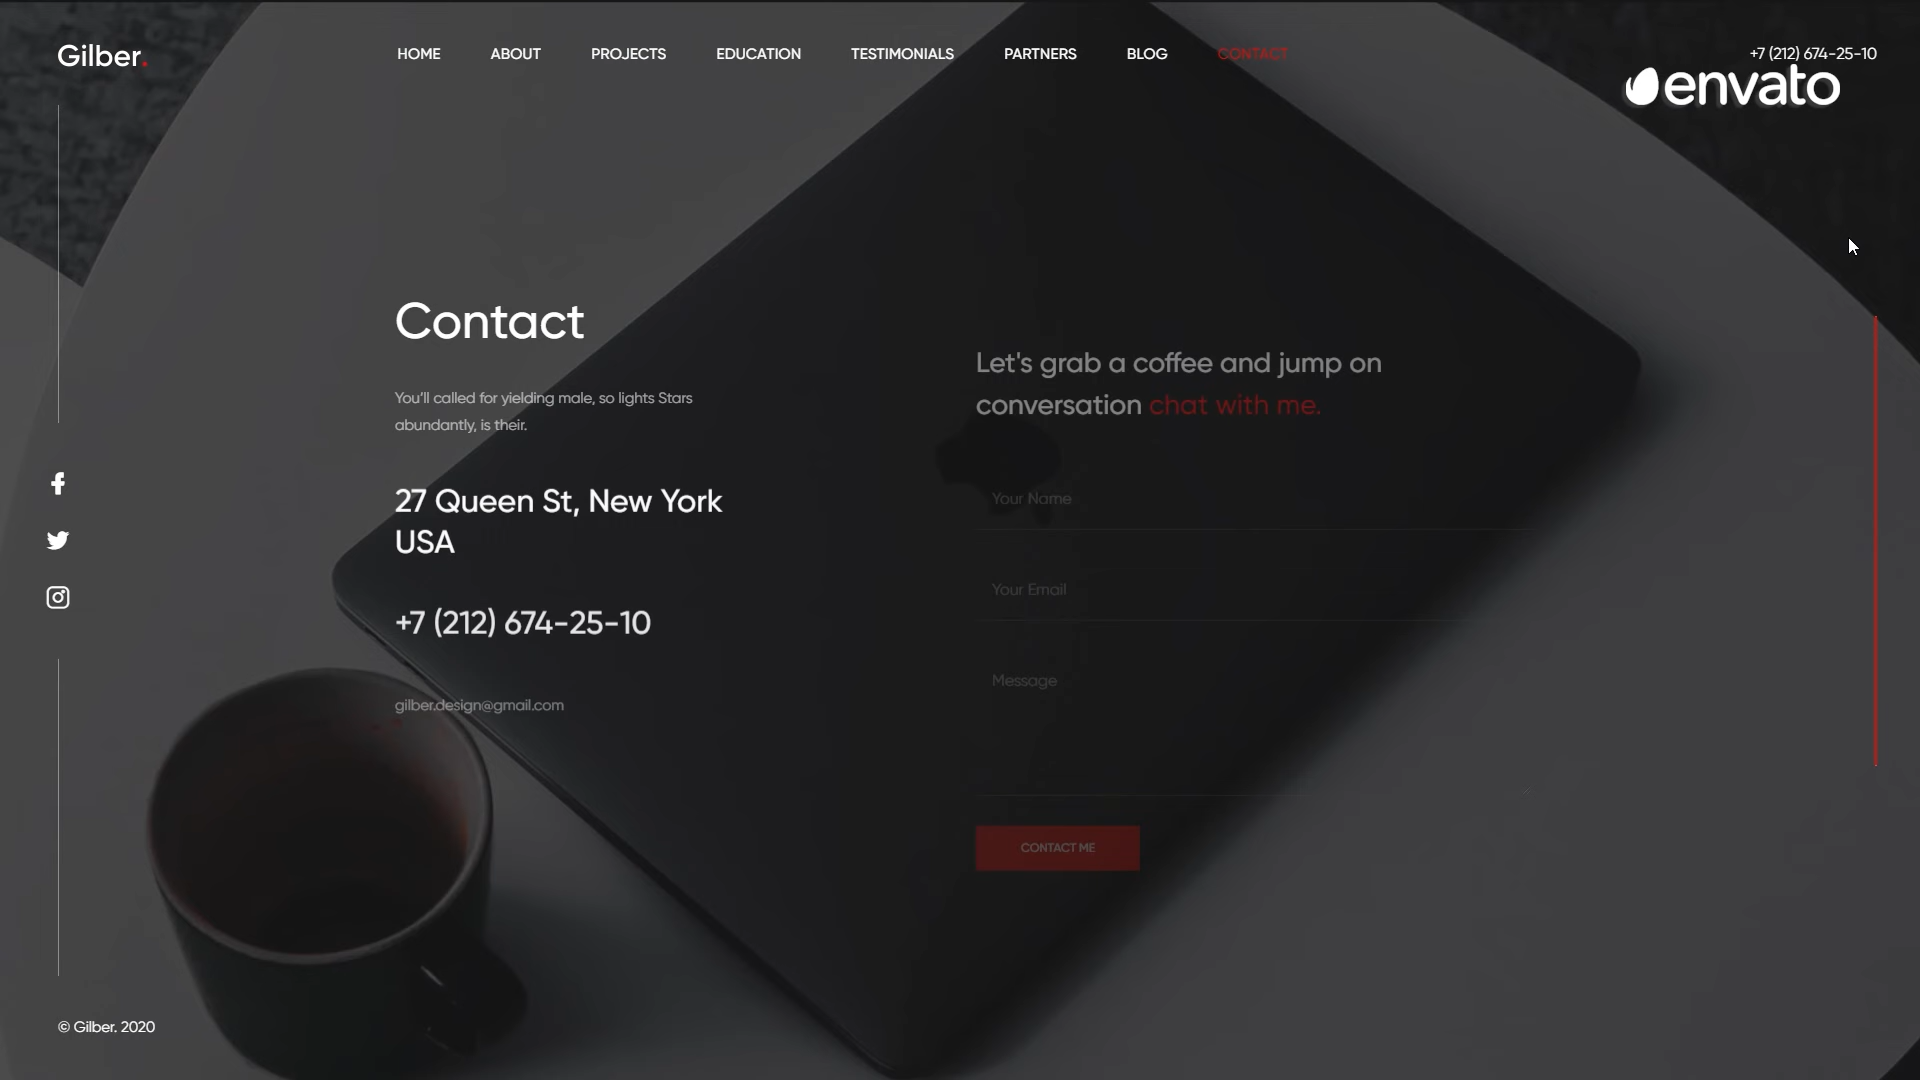 Gilber.
HOME ABOUT PROJECTS EDUCATION TESTIMONIALS PARTNERS BLOG CONTACT
+7 (212) 674-25-10
envato
Contact
You'll called for yielding male, so lights Stars
abundantly, is their.
27 Queen St, New York
USA
+7 (212) 674-25-10
gilber.design@gmail.com
Let's grab a coffee and jump on
conversation chat with me.
Your Name
Your Email
Message
CONTACT ME
© Gilber. 2020